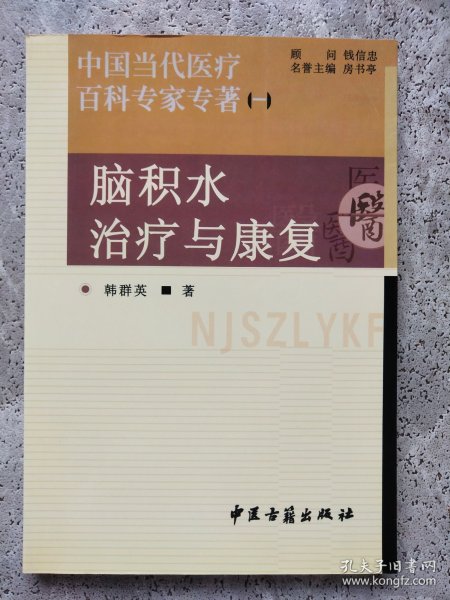 中国当代医疗
百科专家专著(一)
顾 问 钱信忠
名誉主编 房书亭
脑积水
治疗与康复
医
醫
醫
韩群英 ■ 著
NJSZLYKF
中医古籍出版社
孔夫子旧书网
www.kongfz.com